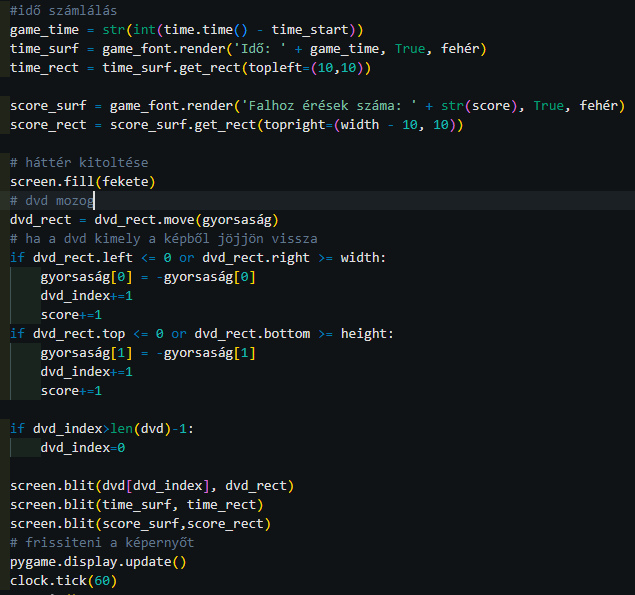 #idő számlálás
game_time = str(int(time.time() - time_start))
time_surf = game_font.render('Idő: ' + game_time, True, fehér)
time_rect = time_surf.get_rect(topleft=(10,10))
score_surf = game_font.render('Falhoz érések száma: ' + str(score), True, fehér)
score_rect = score_surf.get_rect(topright=(width - 10, 10))
# háttér kitoltése
screen.fill(fekete)
# dvd mozog
dvd_rect = dvd_rect.move(gyorsaság)
# ha a dvd kimely a képből jöjjön vissza
if dvd_rect.left <= 0 or dvd_rect.right >= width:
gyorsaság[0] = -gyorsaság[0]
dvd_index+=1
score+=1
if dvd_rect.top <= 0 or dvd_rect.bottom >= height:
gyorsaság[1] = -gyorsaság[1]
dvd_index+=1
score+=1
if dvd_index>len(dvd)-1:
dvd_index=0
screen.blit(dvd[dvd_index], dvd_rect)
screen.blit(time_surf, time_rect)
screen.blit(score_surf,score_rect)
# frissiteni a képernyőt
pygame.display.update()
clock.tick(60)